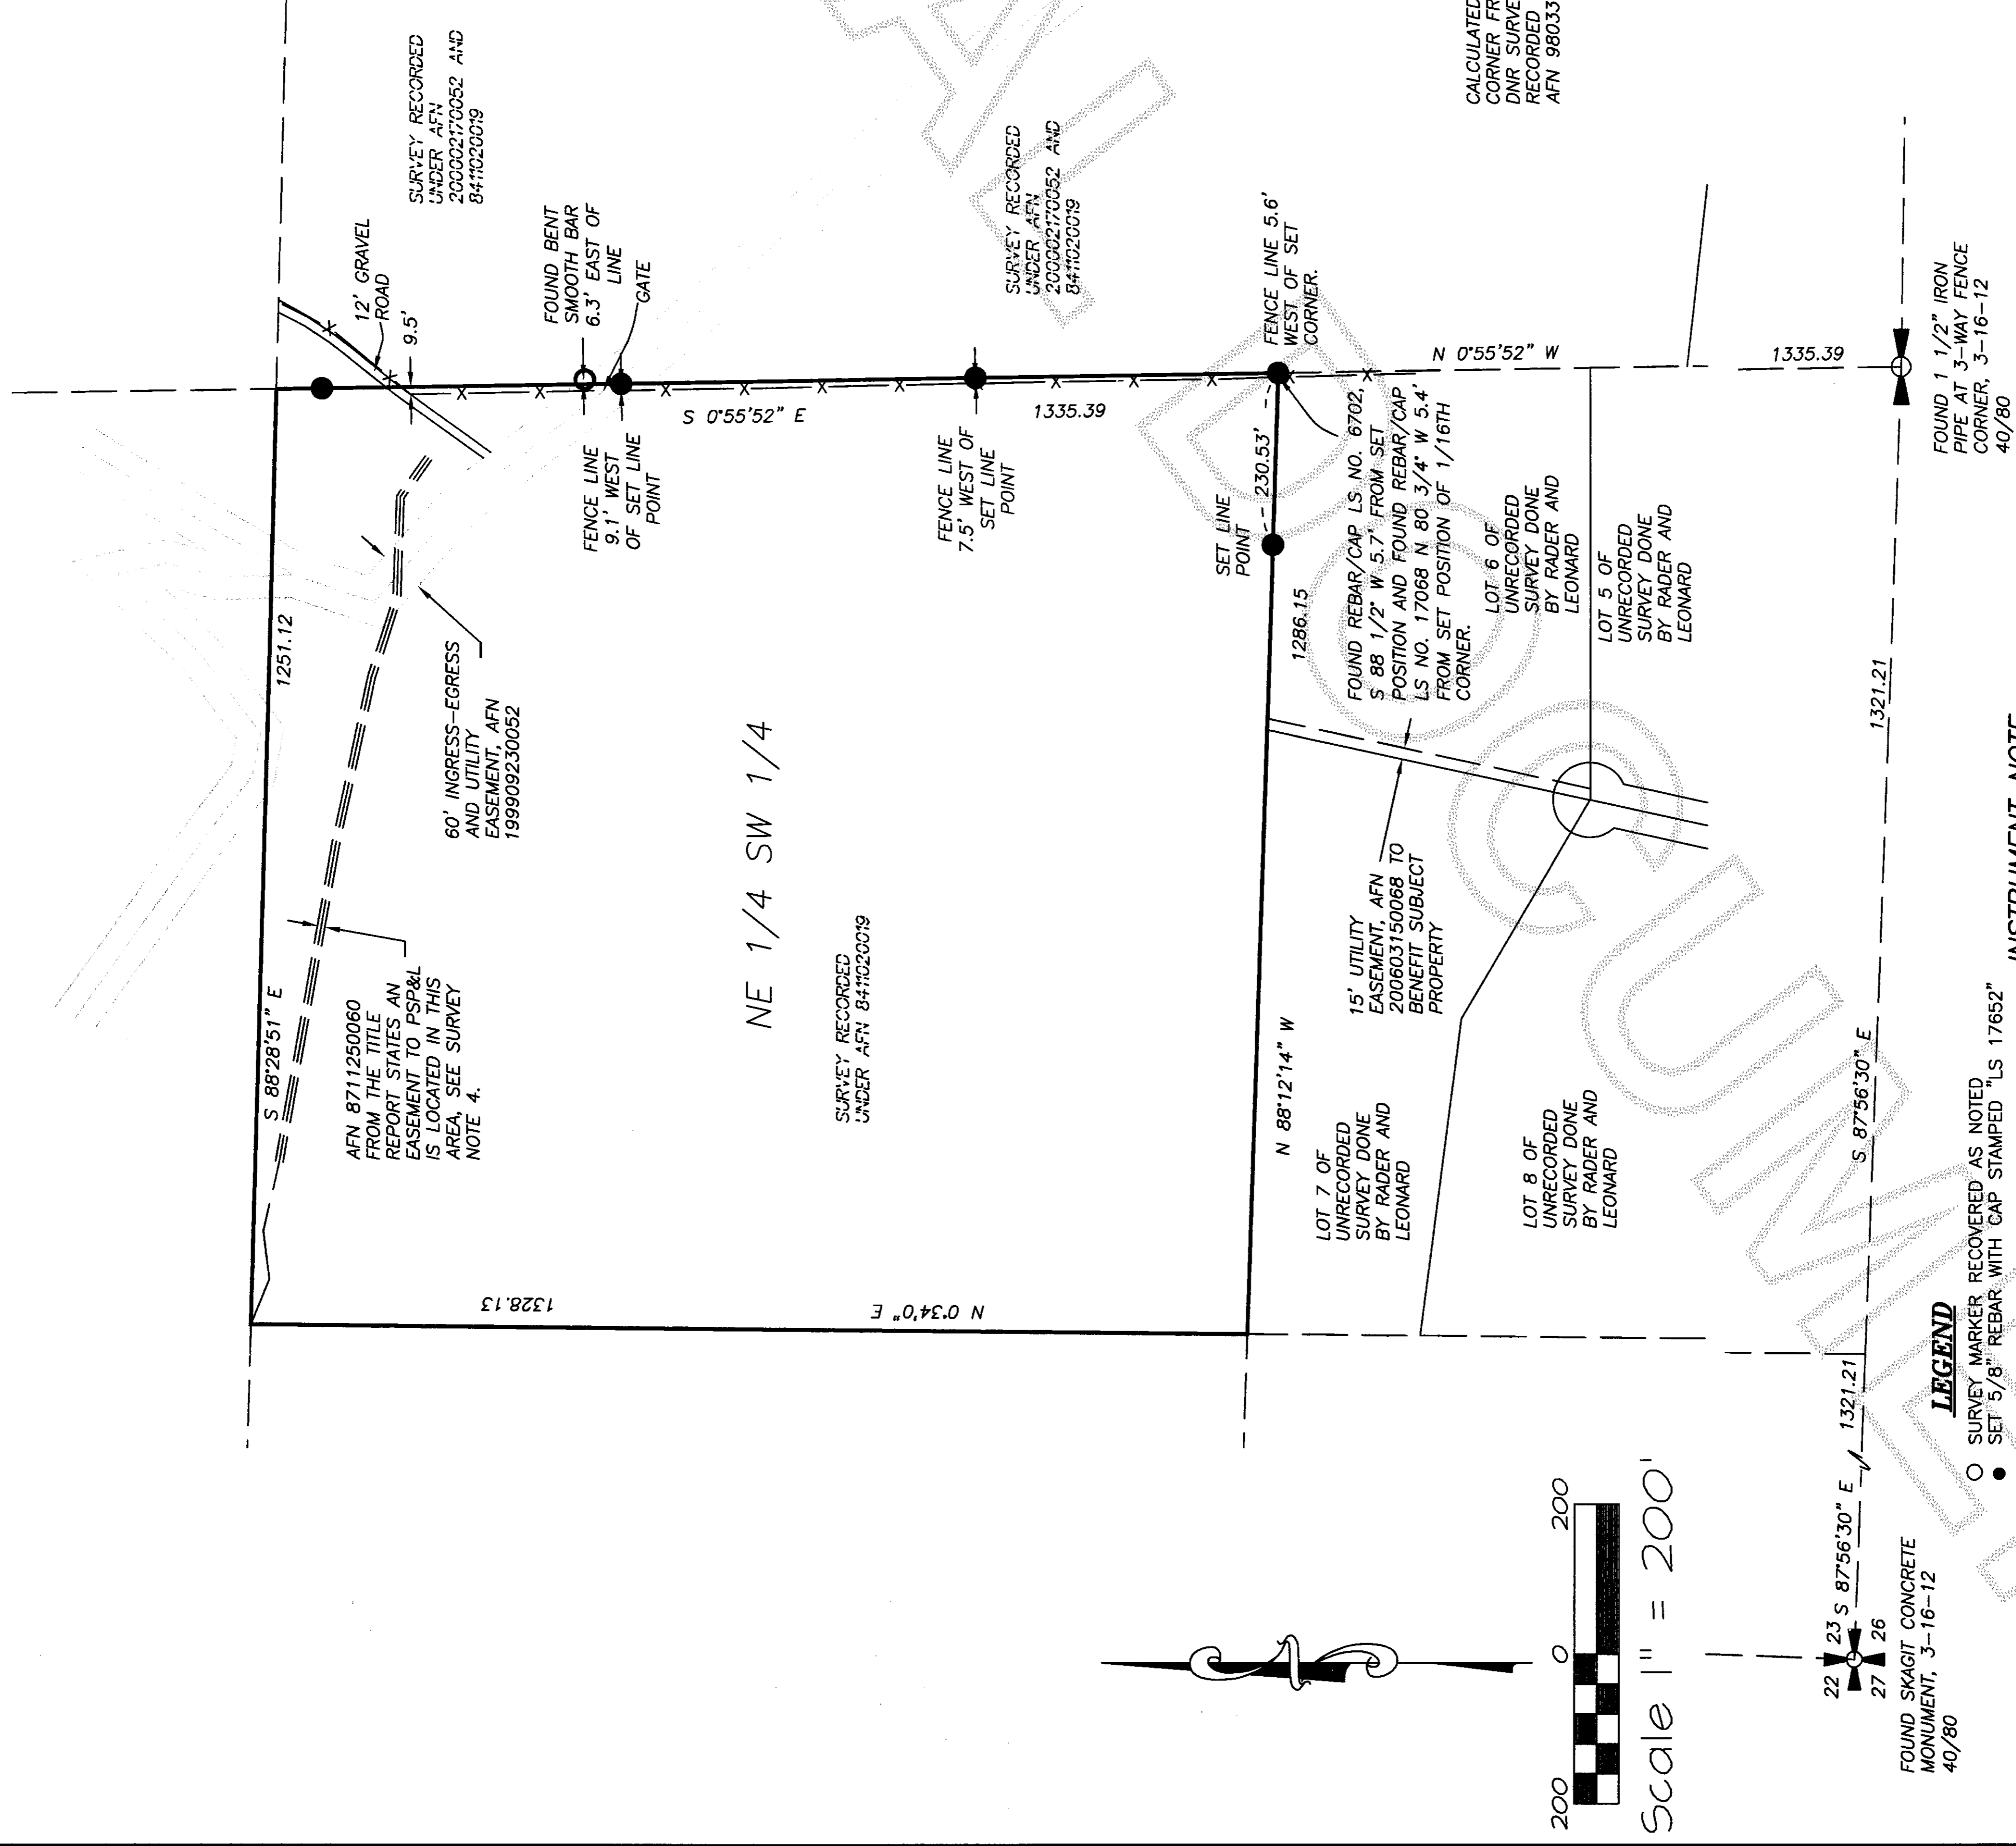 SURVEY RECORDED
UNDER AFN
200002170052 AND
8411020019
12' GRAVEL
ROAD
9.5'
FOUND BENT
SMOOTH BAR
6.3' EAST OF
LINE
GATE
S 0°55'52" E
1335.39
FENCE LINE
9.1' WEST
OF SET LINE
POINT
FENCE LINE
7.5' WEST OF
SET LINE
POINT
SURVEY RECORDED
UNDER AFN
200002170052 AND
8411020019
FENCE LINE 5.6'
WEST OF SET
CORNER.
CALCULATED
CORNER
DNR
RECORDED
AFN
S 88°28'51" E
1251.12
60' INGRESS-EGRESS
AND UTILITY
EASEMENT, AFN
199909230052
AFN 8711250060
FROM THE TITLE
REPORT STATES AN
EASEMENT TO PSP&L
IS LOCATED IN THIS
AREA, SEE SURVEY
NOTE 4.
NE 1/4 SW 1/4
SURVEY RECORDED
UNDER AFN 8411020019
1328.13
N 0°34'0" E
SET LINE
POINT
230.53'
N 88°12'14" W
1286.15
FOUND REBAR/CAP LS NO. 6702,
S 88 1/2° W 5.7' FROM SET
POSITION AND FOUND REBAR/CAP
LS NO. 17068 N 80 3/4° W 5.4'
FROM SET POSITION OF 1/16TH
CORNER.
N 0°55'52" W
1335.39
LOT 6 OF
UNRECORDED
SURVEY DONE
BY RADER AND
LEONARD
LOT 5 OF
UNRECORDED
SURVEY DONE
BY RADER AND
LEONARD
15' UTILITY
EASEMENT, AFN
200603150068 TO
BENEFIT SUBJECT
PROPERTY
LOT 7 OF
UNRECORDED
SURVEY DONE
BY RADER AND
LEONARD
LOT 8 OF
UNRECORDED
SURVEY DONE
BY RADER AND
LEONARD
FOUND 1 1/2" IRON
PIPE AT 3-WAY FENCE
CORNER, 3-16-12
40/80
S 87°56'30" E
1321.21
S 87°56'30" E
1321.21
22 23
27 26
FOUND SKAGIT CONCRETE
MONUMENT, 3-16-12
40/80
200 0 200
Scale 1" = 200'
LEGEND
SURVEY MARKER RECOVERED AS NOTED
SET 5/8" REBAR WITH CAP STAMPED "LS 17652"
INSTRUMENT NOTE